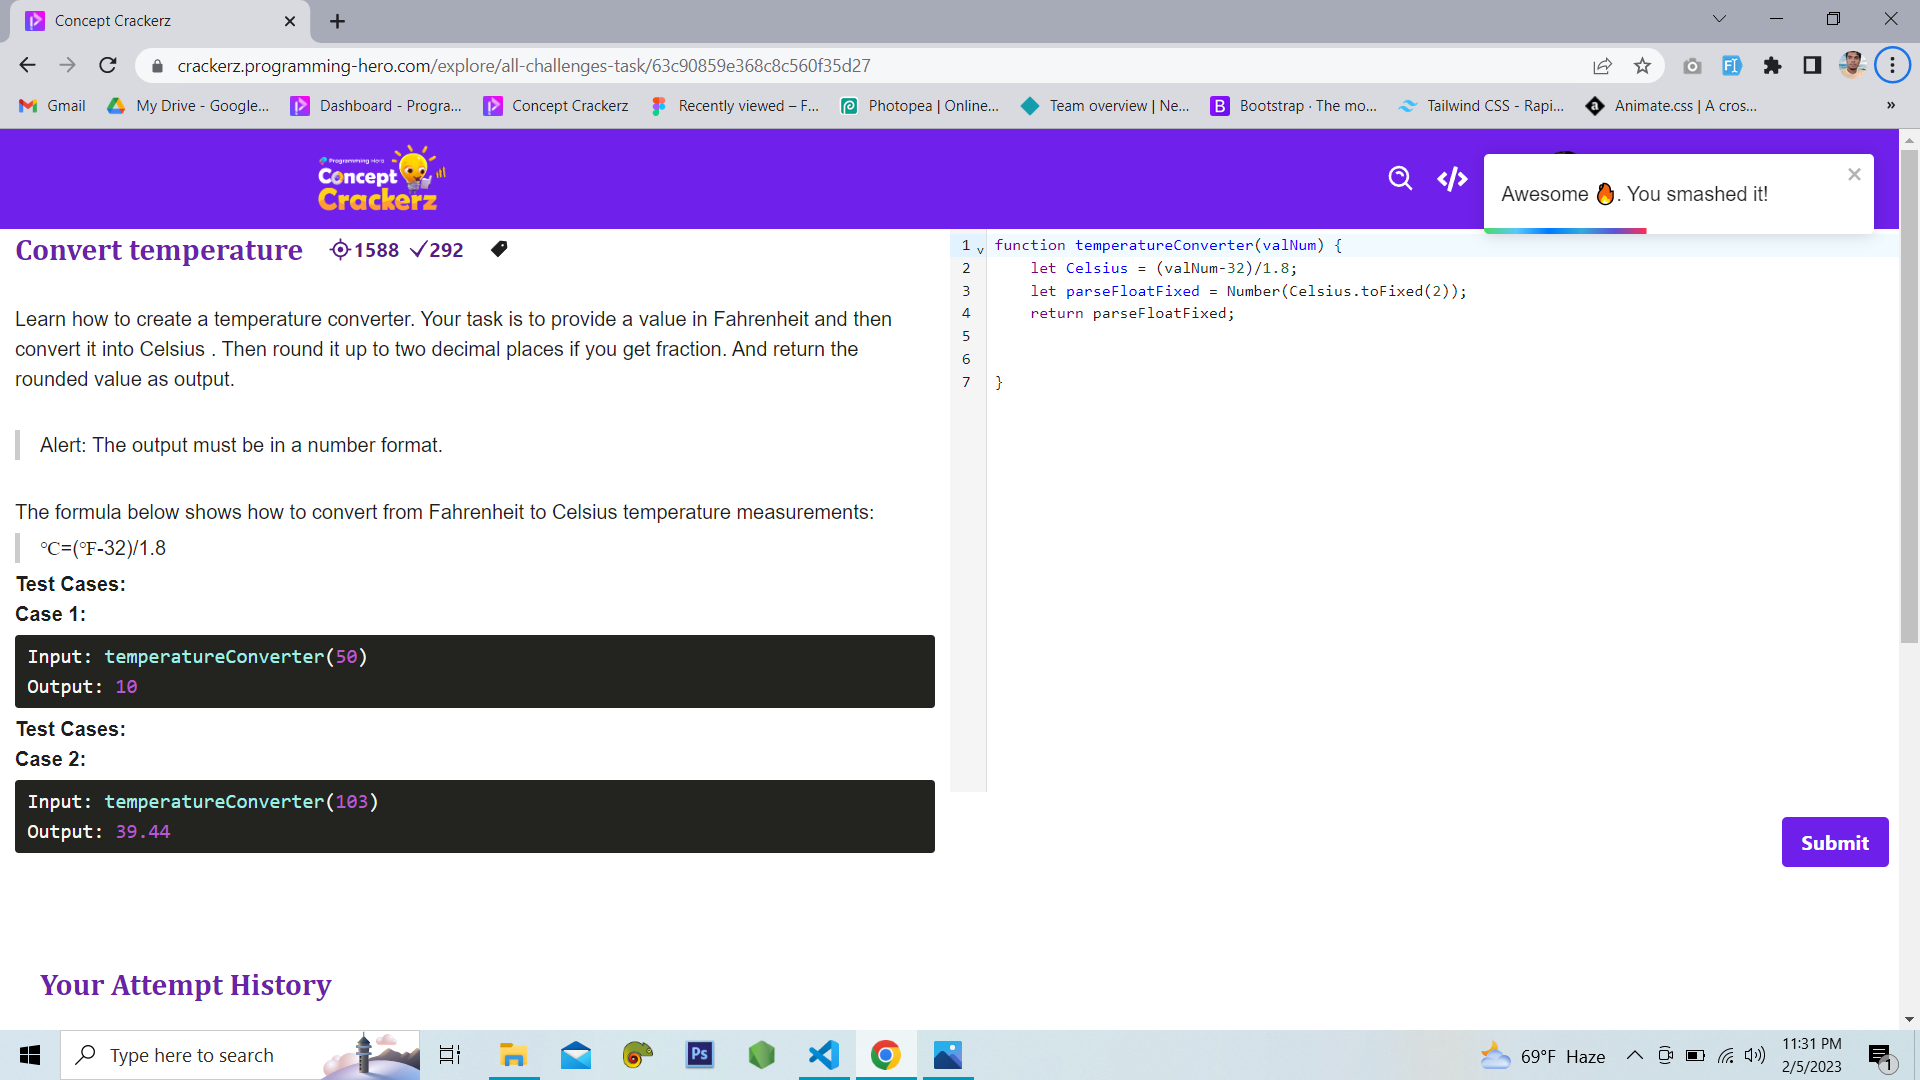 Concept Crackerz
crackerz.programming-hero.com/explore/all-challenges-task/63c90859e368c8c560f35d27
Gmail
My Drive - Google...
Dashboard - Progra...
Concept Crackerz
Recently viewed – F...
Photopea | Online...
Team overview | Ne...
Bootstrap · The mo...
Tailwind CSS - Rapi...
Animate.css | A cros...
»
Programming Hero
Concept
Crackerz
Awesome 🔥. You smashed it!
Convert temperature 1588 292
Learn how to create a temperature converter. Your task is to provide a value in Fahrenheit and then
convert it into Celsius . Then round it up to two decimal places if you get fraction. And return the
rounded value as output.
Alert: The output must be in a number format.
The formula below shows how to convert from Fahrenheit to Celsius temperature measurements:
℃=(℉-32)/1.8
Test Cases:
Case 1:
Input: temperatureConverter(50)
Output: 10
Test Cases:
Case 2:
Input: temperatureConverter(103)
Output: 39.44
1 function temperatureConverter(valNum) {
2 let Celsius = (valNum-32)/1.8;
3 let parseFloatFixed = Number(Celsius.toFixed(2));
4 return parseFloatFixed;
5
6
7 }
Submit
Your Attempt History
Type here to search
Ps
69°F Haze
11:31 PM
2/5/2023
1